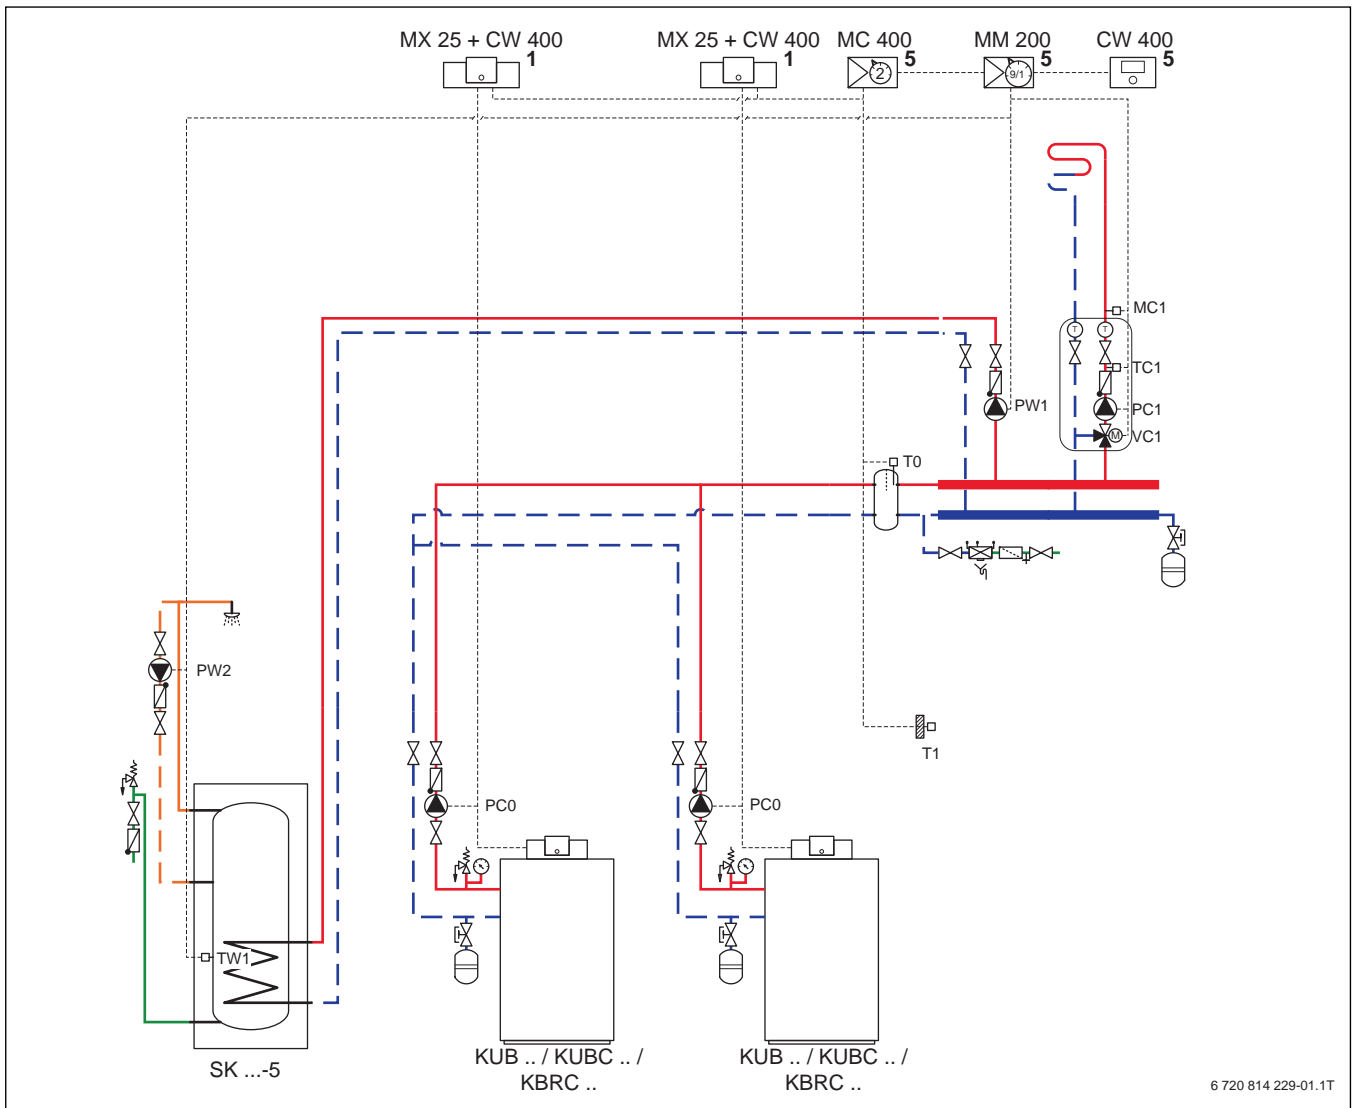 MX 25 + CW 400
1
MX 25 + CW 400
1
MC 400
5
MM 200
5
CW 400
5
2
9/1
MC1
T
T
TC1
PW1
PC1
M
VC1
T0
PW2
T1
PC0
PC0
TW1
SK ...-5
KUB .. / KUBC .. /
KBRC ..
KUB .. / KUBC .. /
KBRC ..
6 720 814 229-01.1T